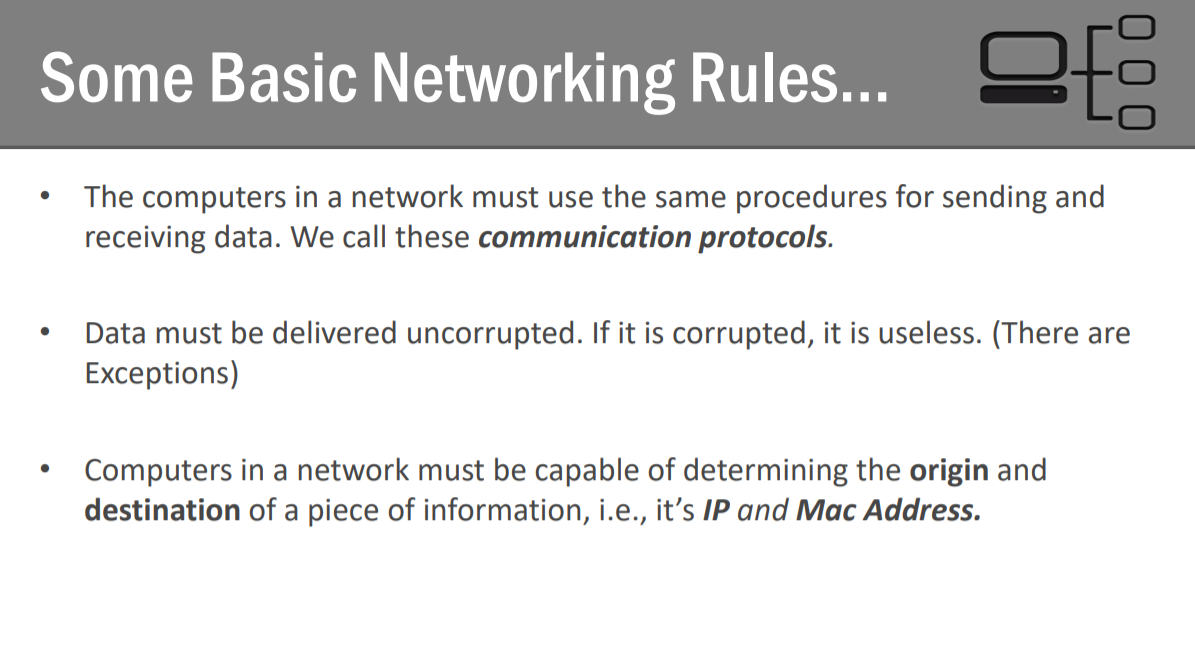 Some Basic Networking Rules...
• The computers in a network must use the same procedures for sending and
receiving data. We call these communication protocols.
• Data must be delivered uncorrupted. If it is corrupted, it is useless. (There are
Exceptions)
• Computers in a network must be capable of determining the origin and
destination of a piece of information, i.e., it’s IP and Mac Address.